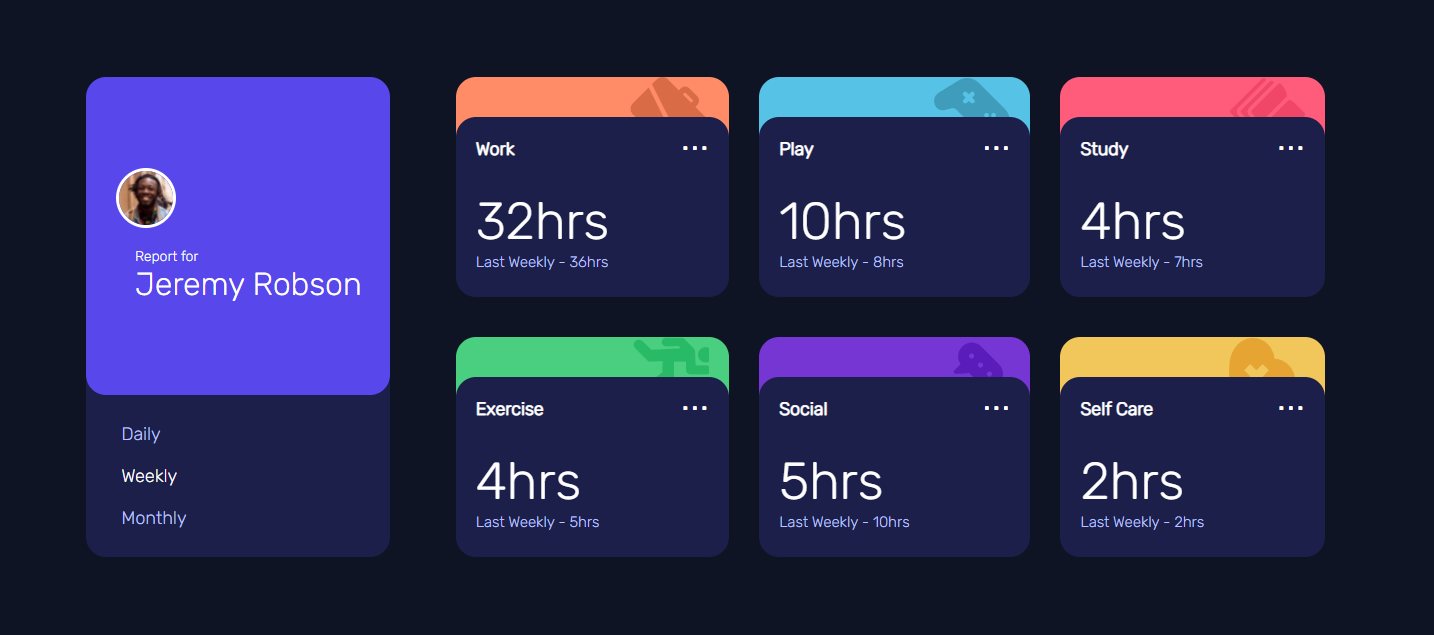 Report for
Jeremy Robson
Daily
Weekly
Monthly
Work
32hrs
Last Weekly - 36hrs
Play
10hrs
Last Weekly - 8hrs
Study
4hrs
Last Weekly - 7hrs
Exercise
4hrs
Last Weekly - 5hrs
Social
5hrs
Last Weekly - 10hrs
Self Care
2hrs
Last Weekly - 2hrs